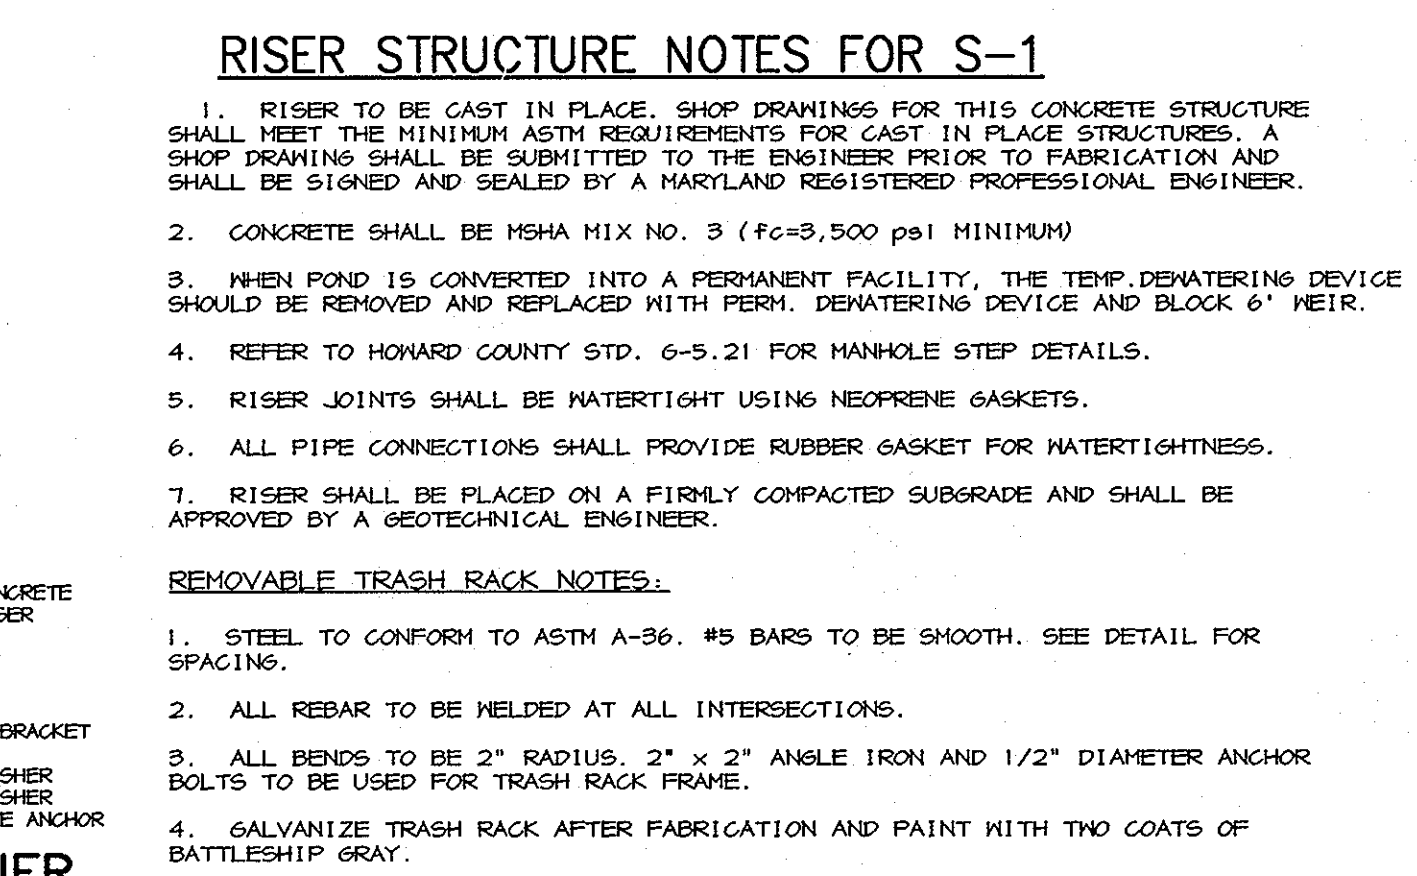 RISER STRUCTURE NOTES FOR S-1
1. RISER TO BE CAST IN PLACE. SHOP DRAWINGS FOR THIS CONCRETE STRUCTURE
SHALL MEET THE MINIMUM ASTM REQUIREMENTS FOR CAST IN PLACE STRUCTURES. A
SHOP DRAWING SHALL BE SUBMITTED TO THE ENGINEER PRIOR TO FABRICATION AND
SHALL BE SIGNED AND SEALED BY A MARYLAND REGISTERED PROFESSIONAL ENGINEER.
2. CONCRETE SHALL BE MSHA MIX NO. 3 (fc=3,500 psi MINIMUM)
3. WHEN POND IS CONVERTED INTO A PERMANENT FACILITY, THE TEMP.DEWATERING DEVICE
SHOULD BE REMOVED AND REPLACED WITH PERM. DEWATERING DEVICE AND BLOCK 6' WEIR.
4. REFER TO HOWARD COUNTY STD. G-5.21 FOR MANHOLE STEP DETAILS.
5. RISER JOINTS SHALL BE WATERTIGHT USING NEOPRENE GASKETS.
6. ALL PIPE CONNECTIONS SHALL PROVIDE RUBBER GASKET FOR WATERTIGHTNESS.
7. RISER SHALL BE PLACED ON A FIRMLY COMPACTED SUBGRADE AND SHALL BE
APPROVED BY A GEOTECHNICAL ENGINEER.
REMOVABLE TRASH RACK NOTES:
1. STEEL TO CONFORM TO ASTM A-36. #5 BARS TO BE SMOOTH. SEE DETAIL FOR
SPACING.
2. ALL REBAR TO BE WELDED AT ALL INTERSECTIONS.
3. ALL BENDS TO BE 2" RADIUS. 2" x 2" ANGLE IRON AND 1/2" DIAMETER ANCHOR
BOLTS TO BE USED FOR TRASH RACK FRAME.
4. GALVANIZE TRASH RACK AFTER FABRICATION AND PAINT WITH TWO COATS OF
BATTLESHIP GRAY.
BRACKET
E ANCHOR